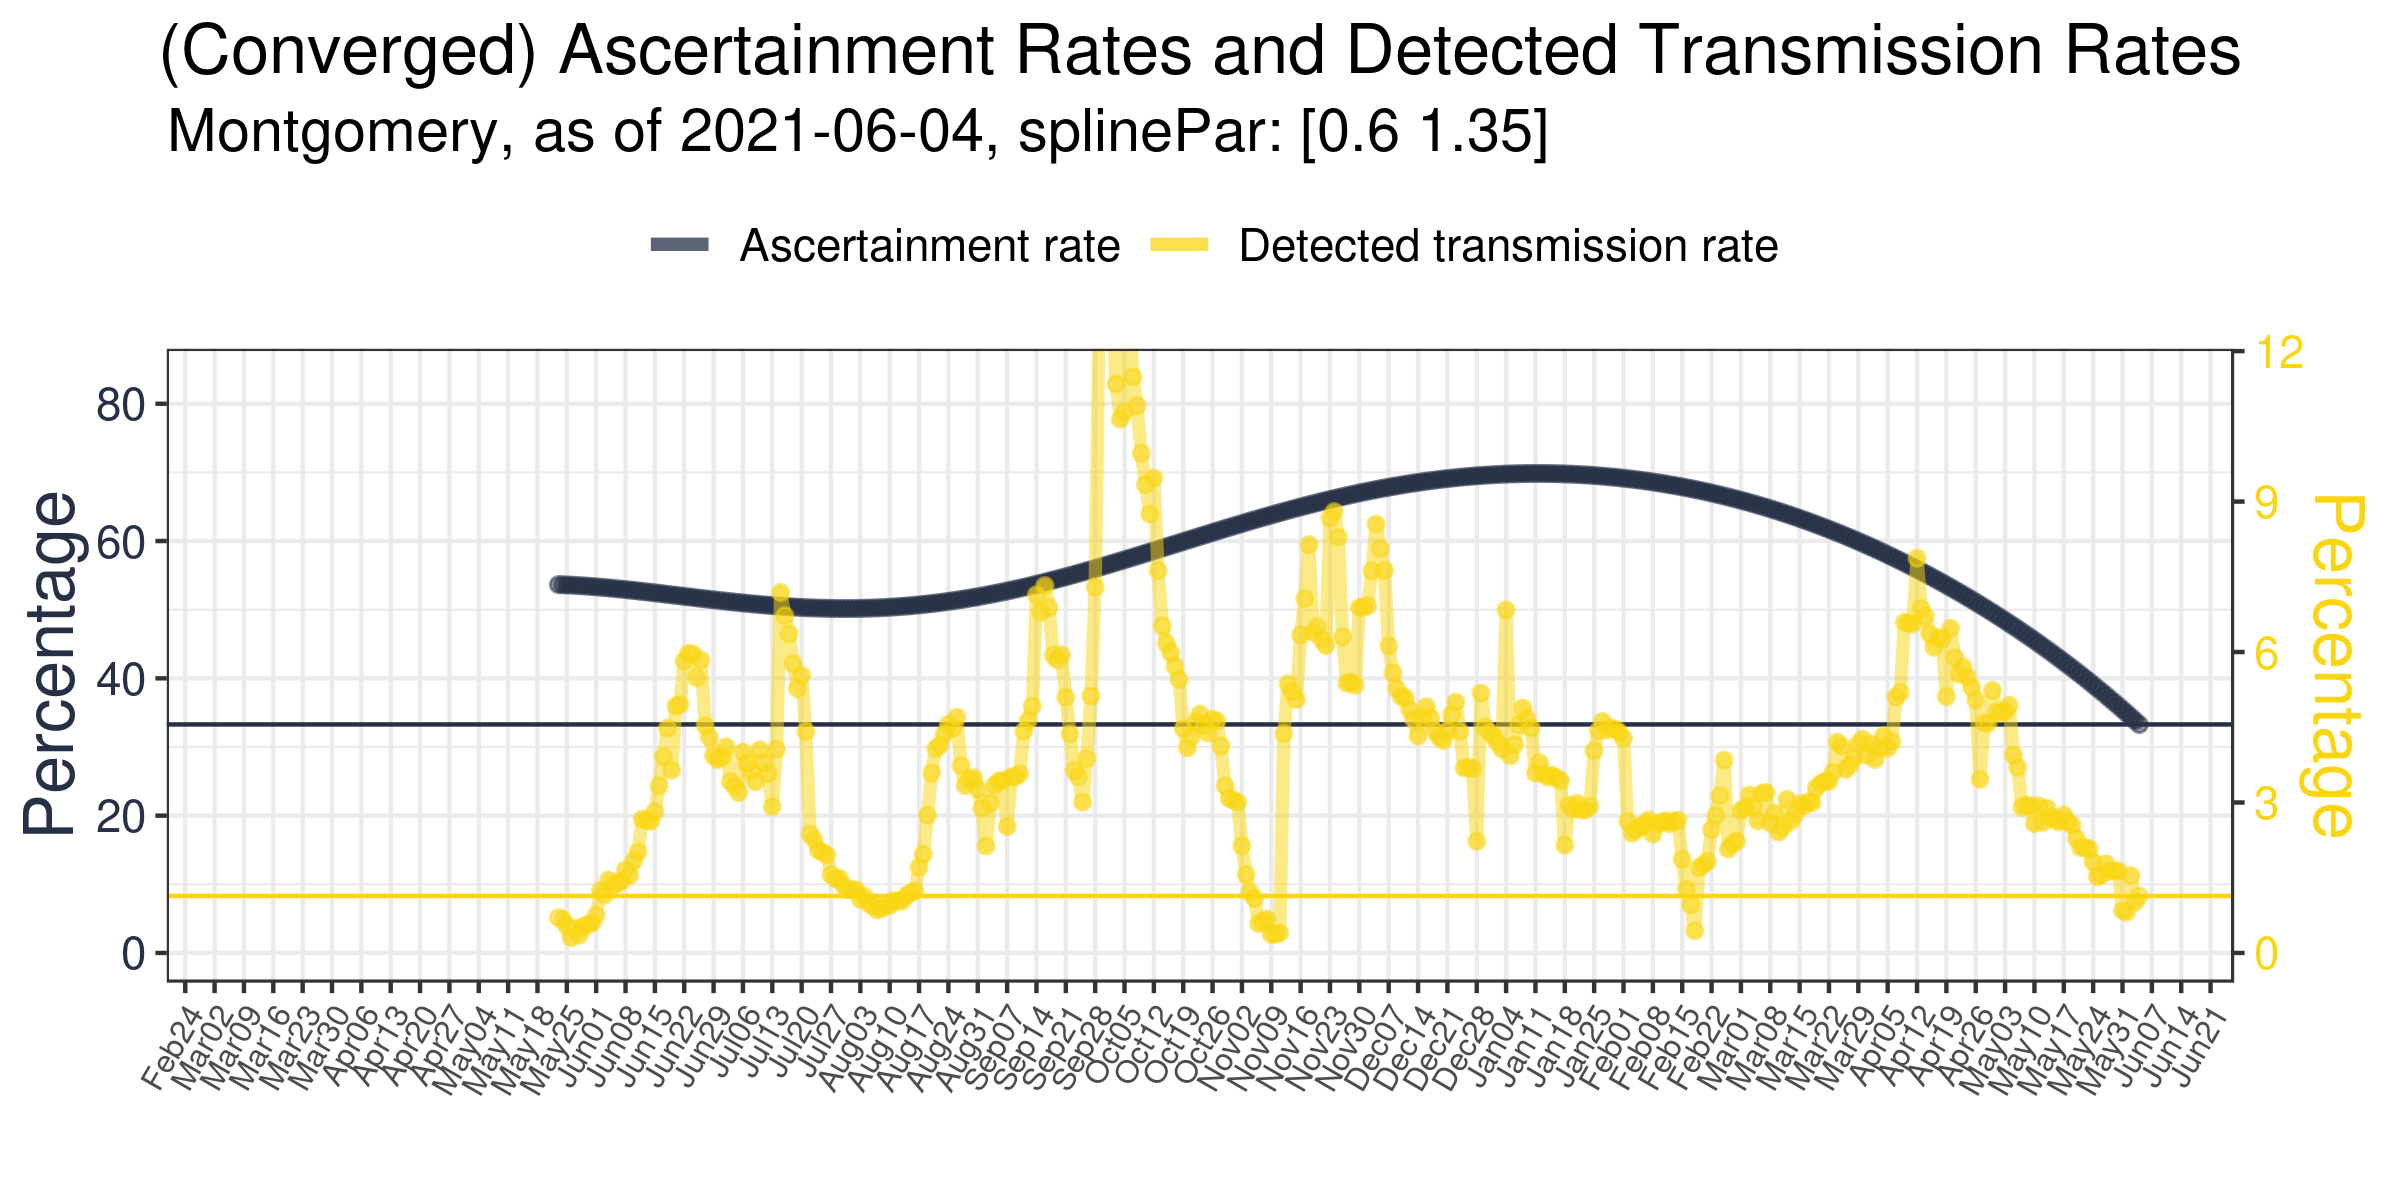 (Converged) Ascertainment Rates and Detected Transmission Rates
Montgomery, as of 2021-06-04, splinePar: [0.6 1.35]
Ascertainment rate
Detected transmission rate
Percentage
80
60
40
20
0
12
9
6
3
0
Percentage
Feb24
Mar02
Mar09
Mar16
Mar23
Mar30
Apr06
Apr13
Apr20
Apr27
May04
May11
May18
May25
Jun01
Jun08
Jun15
Jun22
Jun29
Jul06
Jul13
Jul20
Jul27
Aug03
Aug10
Aug17
Aug24
Aug31
Sep07
Sep14
Sep21
Sep28
Oct05
Oct12
Oct19
Oct26
Nov02
Nov09
Nov16
Nov23
Nov30
Dec07
Dec14
Dec21
Dec28
Jan04
Jan11
Jan18
Jan25
Feb01
Feb08
Feb15
Feb22
Mar01
Mar08
Mar15
Mar22
Mar29
Apr05
Apr12
Apr19
Apr26
May03
May10
May17
May24
May31
Jun07
Jun14
Jun21